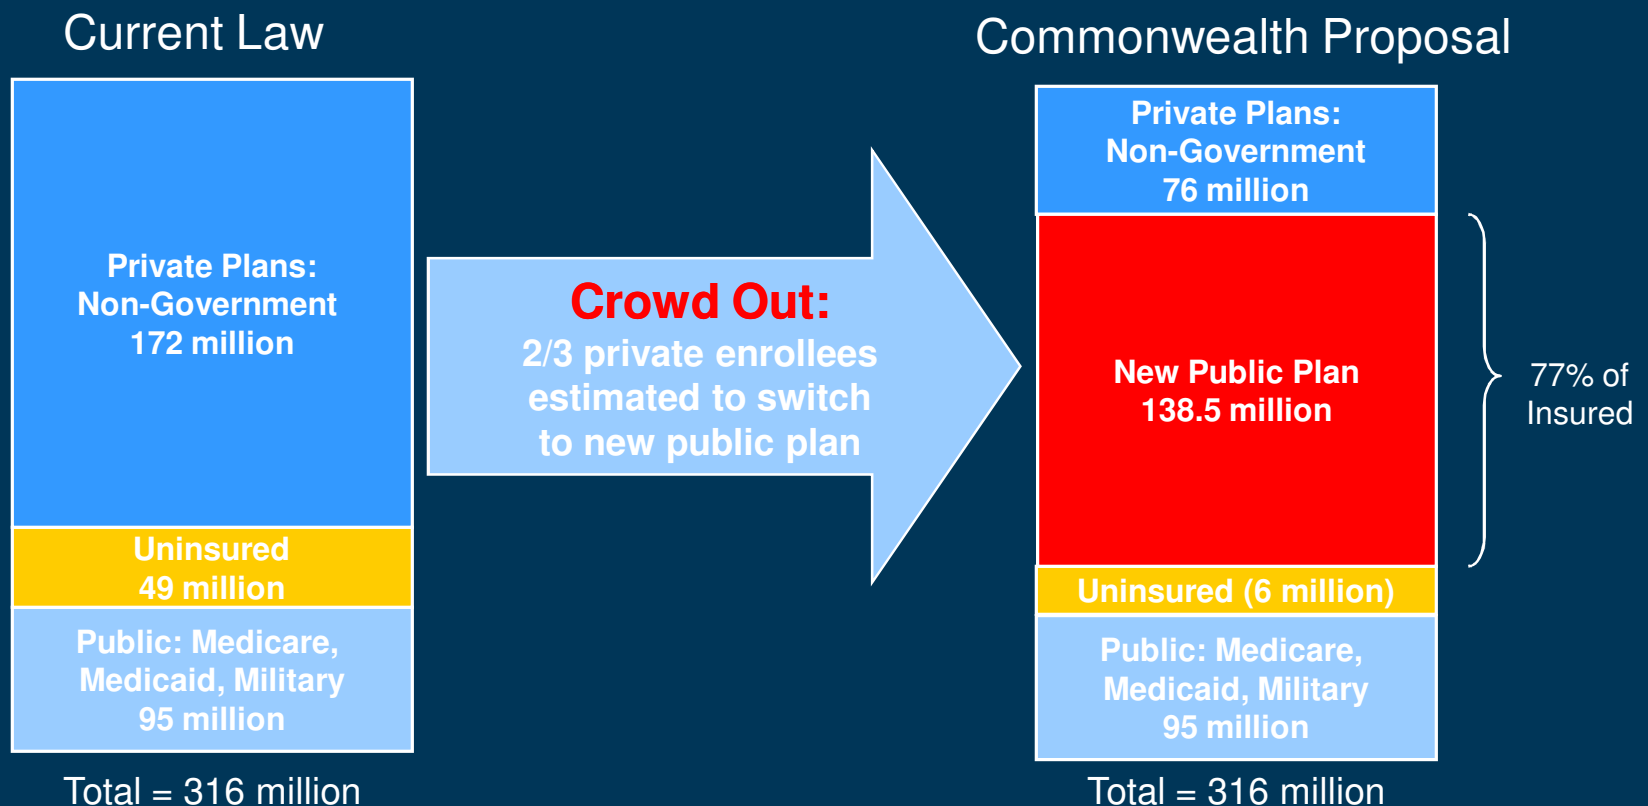 Current Law
Private Plans:
Non-Government
172 million
Uninsured
49 million
Public: Medicare,
Medicaid, Military
95 million
Total = 316 million
Crowd Out:
2/3 private enrollees
estimated to switch
to new public plan
Commonwealth Proposal
Private Plans:
Non-Government
76 million
New Public Plan
138.5 million
Uninsured (6 million)
Public: Medicare,
Medicaid, Military
95 million
Total = 316 million
77% of
Insured